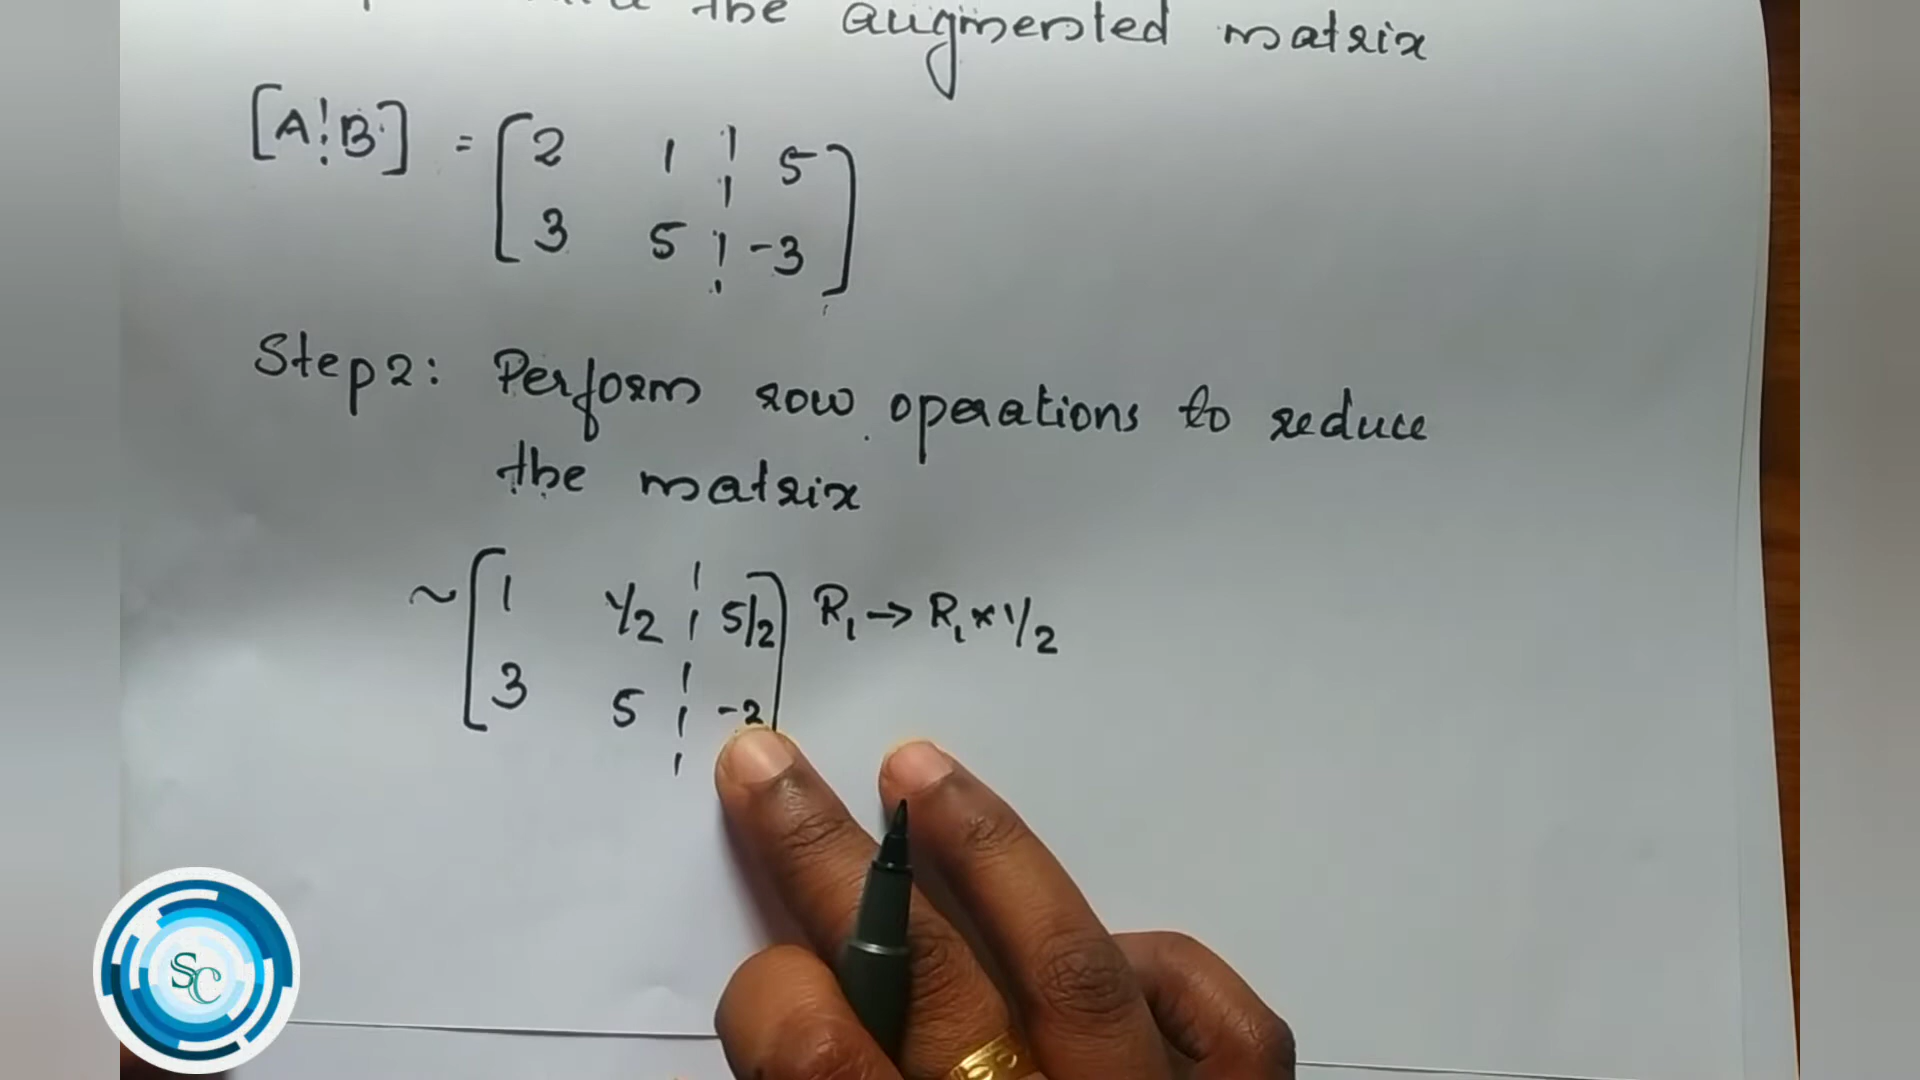 the augmented matrix
[A¦B] = [2 1 ¦ 5
3 5 ¦ -3]
Step 2: Perform row operations to reduce
the matrix
~ [1 1/2 ¦ 5/2] R₁ → R₁ × 1/2
3 5 ¦
SC